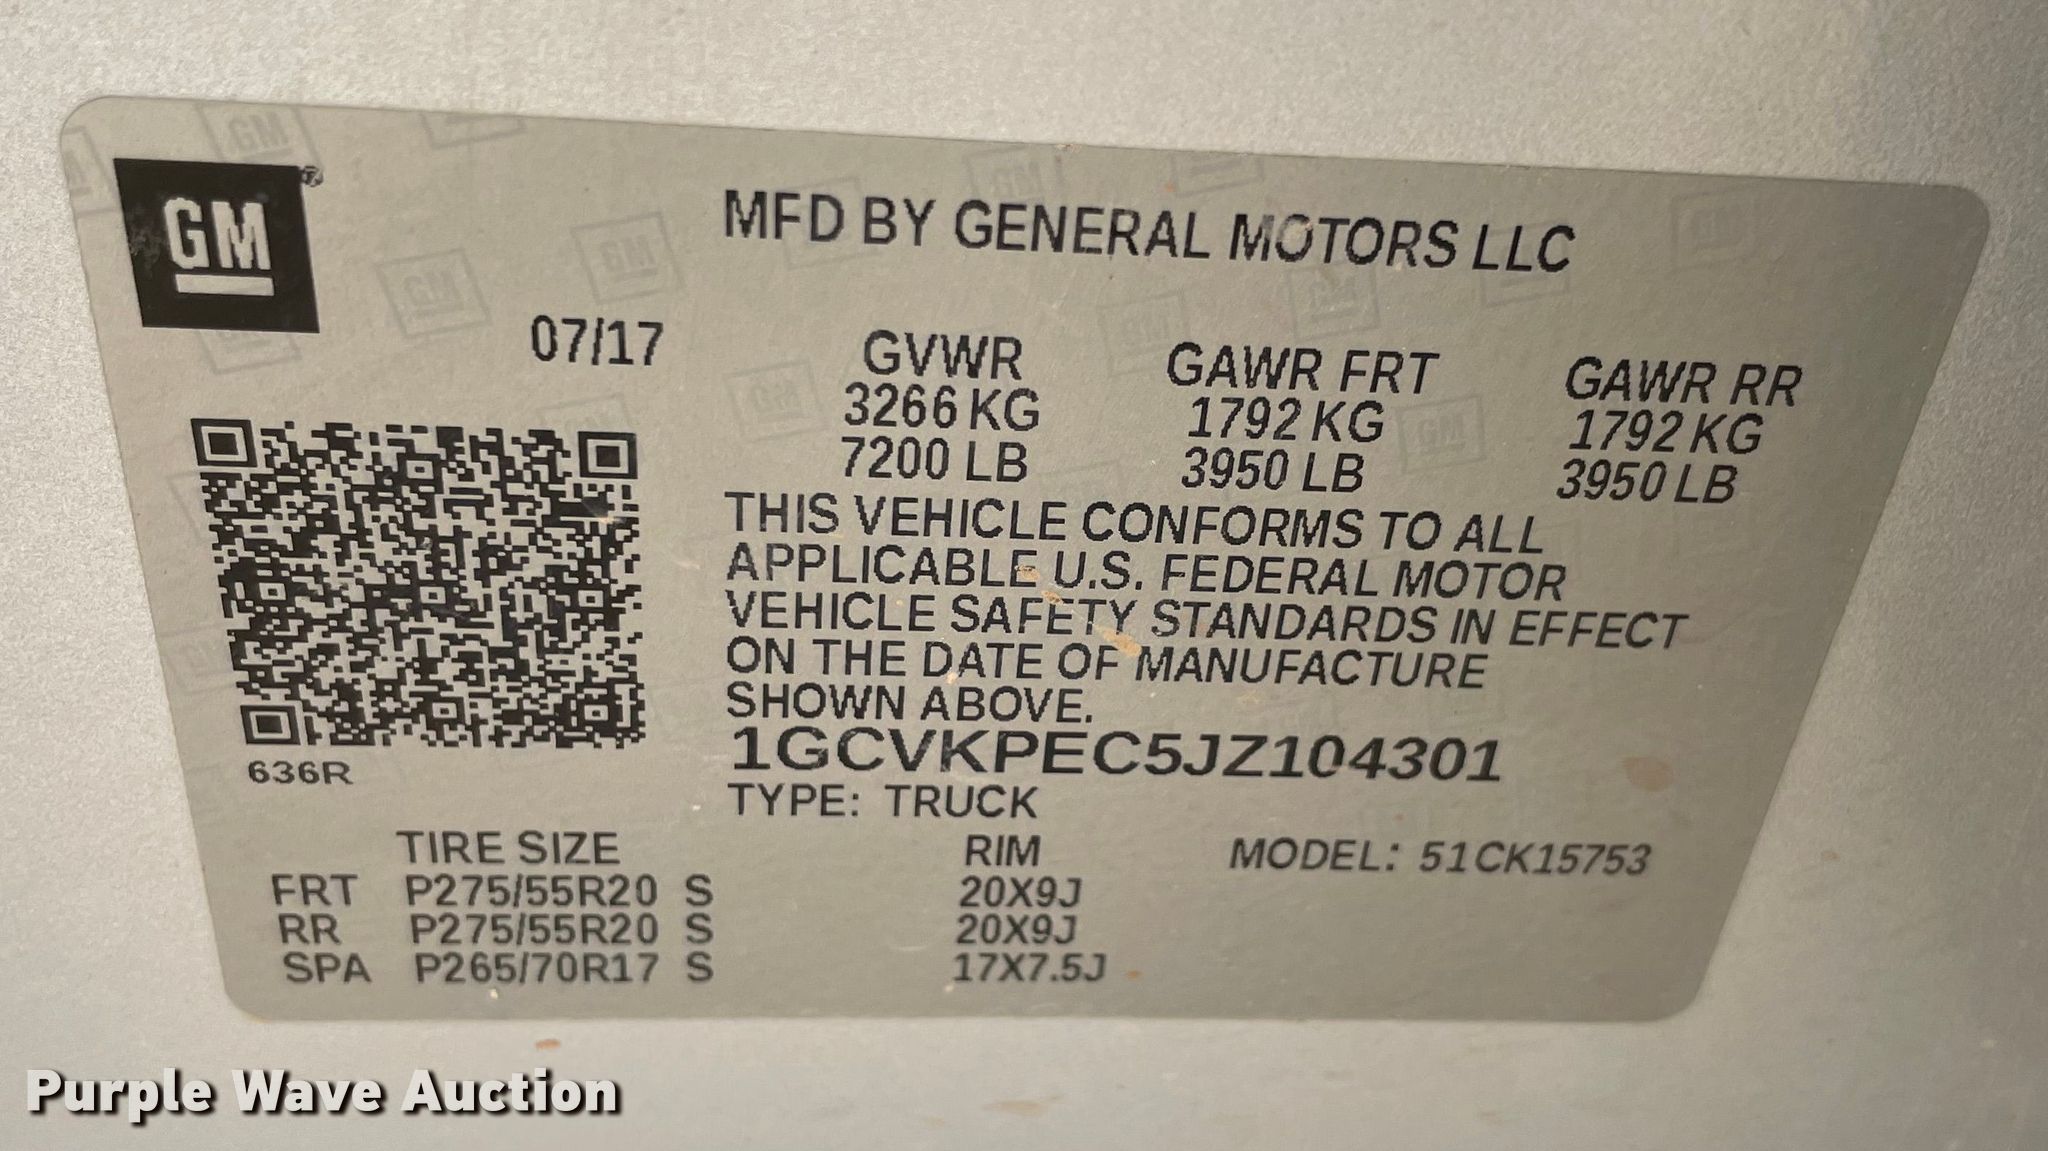 GM
MFD BY GENERAL MOTORS LLC
07/17
GVWR GAWR FRT GAWR RR
3266 KG 1792 KG 1792 KG
7200 LB 3950 LB 3950 LB
THIS VEHICLE CONFORMS TO ALL
APPLICABLE U.S. FEDERAL MOTOR
VEHICLE SAFETY STANDARDS IN EFFECT
ON THE DATE OF MANUFACTURE
SHOWN ABOVE.
1GCVKPEC5JZ104301
636R
TYPE: TRUCK
TIRE SIZE RIM MODEL: 51CK15753
FRT P275/55R20 S 20X9J
RR P275/55R20 S 20X9J
SPA P265/70R17 S 17X7.5J
Purple Wave Auction